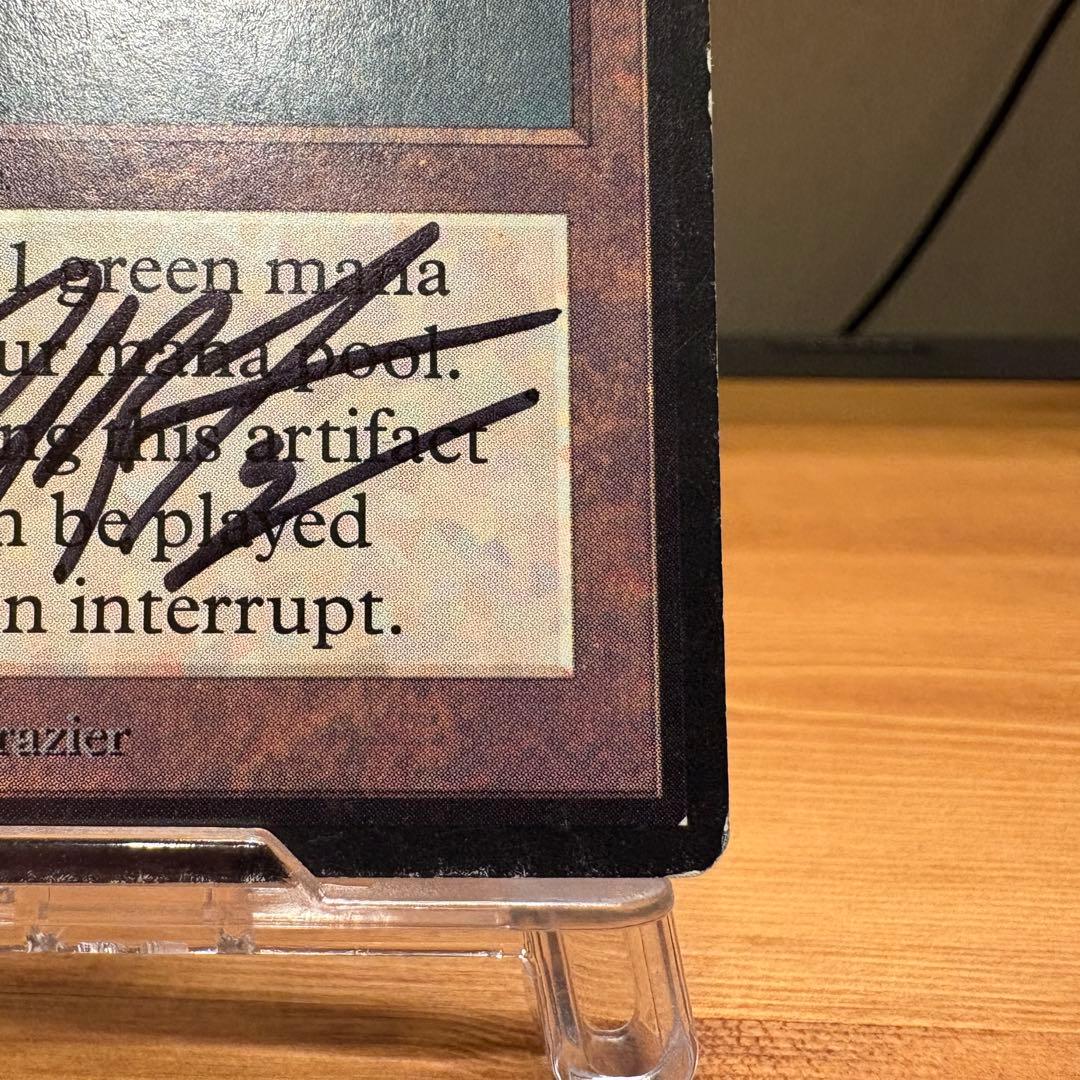 1 green mana
ur mana pool.
ng this artifact
n be played
n interrupt.
razier